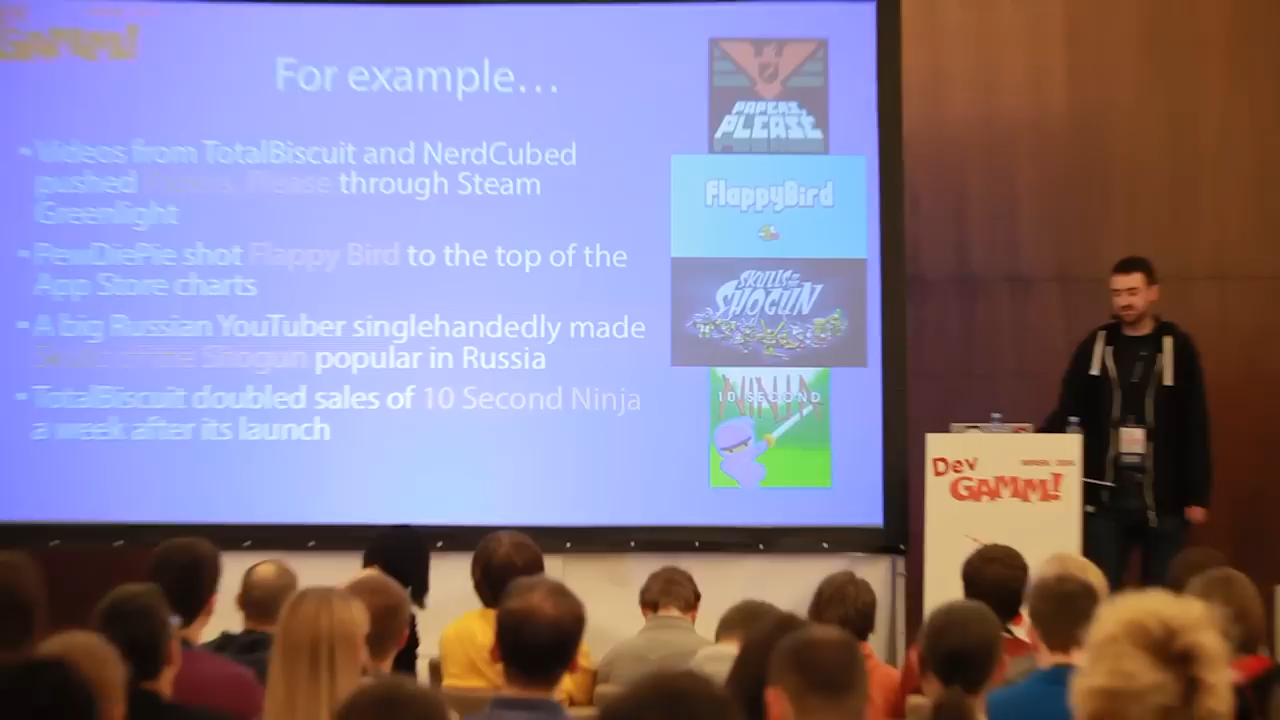 GAMM!
For example...
• Videos from TotalBiscuit and NerdCubed
pushed Papers, Please through Steam
Greenlight
• PewDiePie shot Flappy Bird to the top of the
App Store charts
• A big Russian YouTuber singlehandedly made
Skulls of the Shogun popular in Russia
• TotalBiscuit doubled sales of 10 Second Ninja
a week after its launch
PAPERS,
PLEASE
FlappyBird
SKULLS OF THE
SHOGUN
NINJA
10 SECOND
Dev
GAMM!